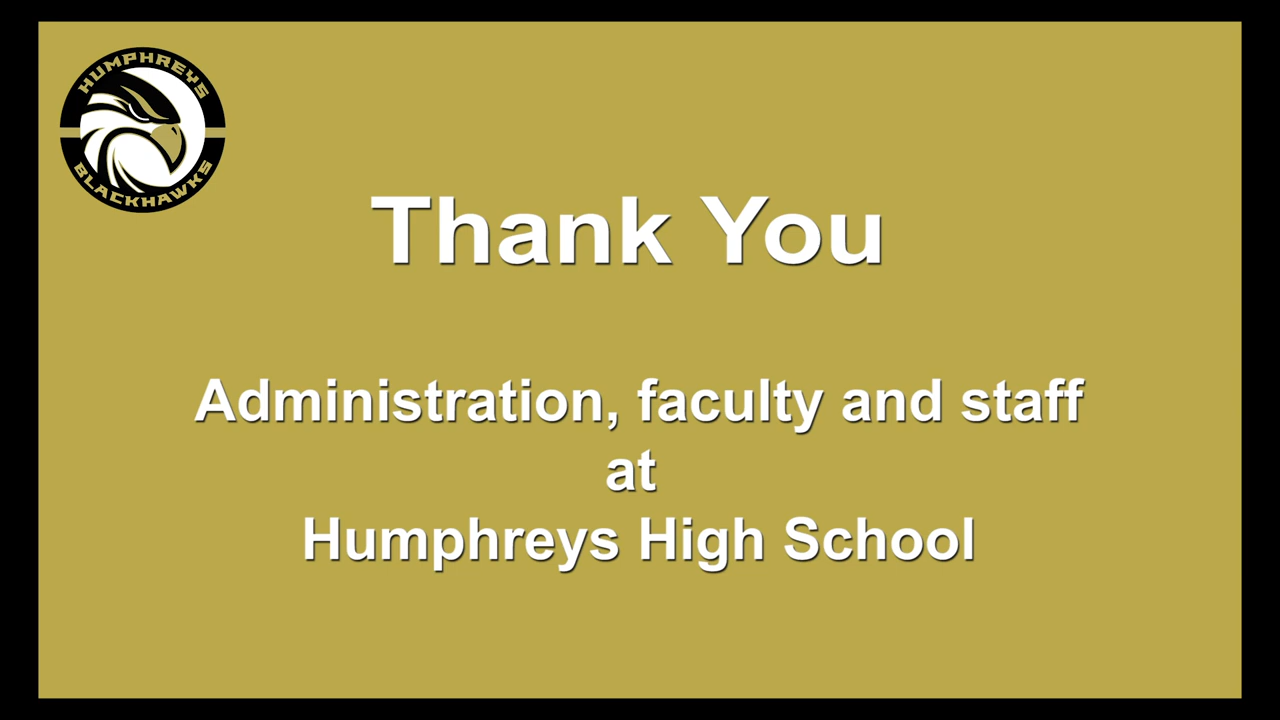 HUMPHREYS
BLACKHAWKS
Thank You
Administration, faculty and staff
at
Humphreys High School